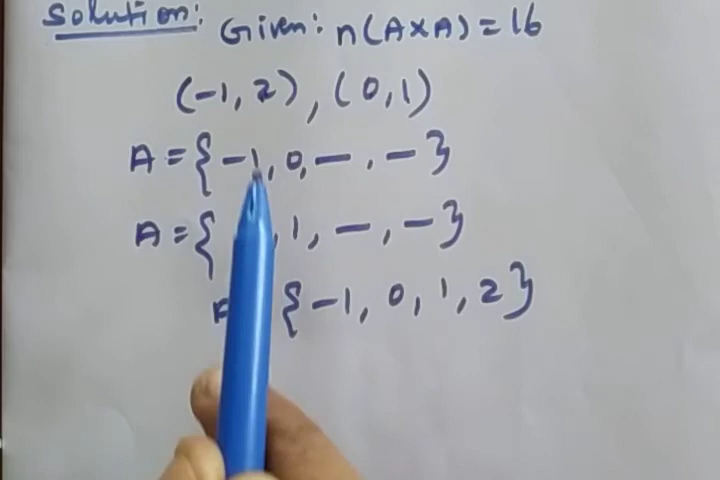 Solution:
Given: n(A×A) = 16
(-1, 2), (0, 1)
A = {-1, 0, -, -}
A = { , 1, -, -}
{-1, 0, 1, 2}